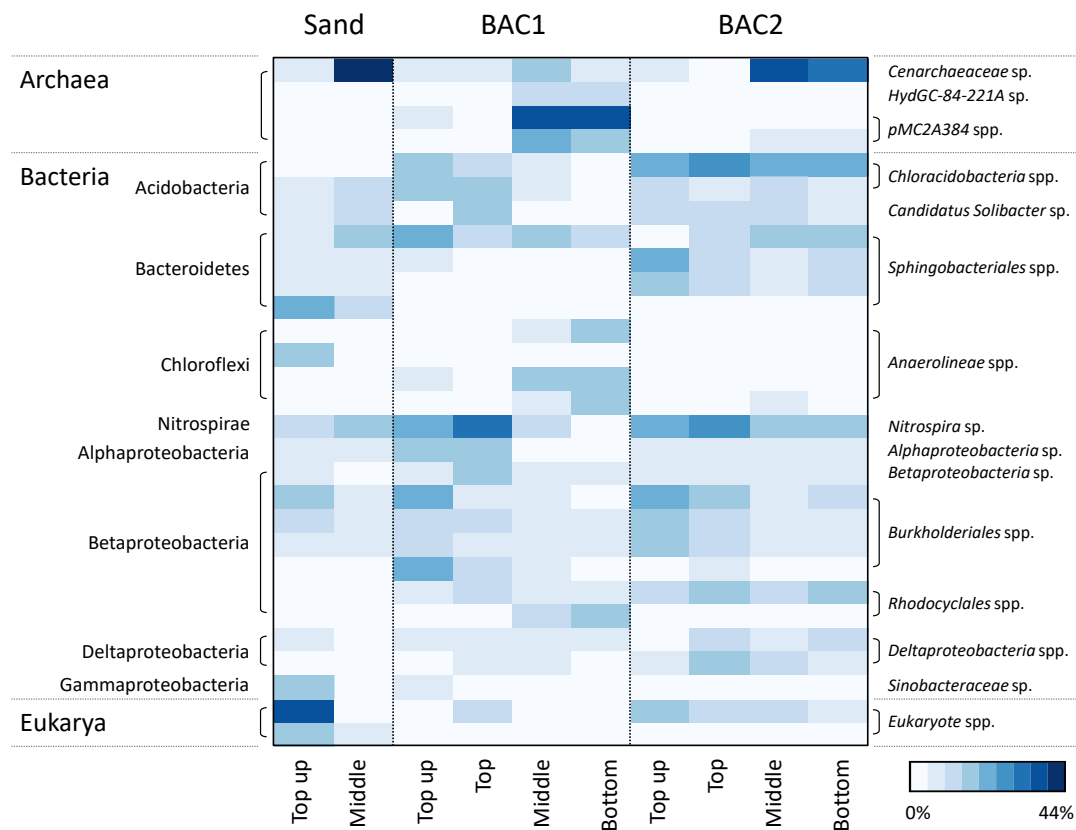 Sand BAC1 BAC2
Archaea
Cenarchaeaceae sp.
HydGC-84-221A sp.
pMC2A384 spp.
Bacteria
Acidobacteria
Chloracidobacteria spp.
Candidatus Solibacter sp.
Bacteroidetes
Sphingobacteriales spp.
Chloroflexi
Anaerolineae spp.
Nitrospirae
Nitrospira sp.
Alphaproteobacteria
Alphaproteobacteria sp.
Betaproteobacteria sp.
Betaproteobacteria
Burkholderiales spp.
Rhodocyclales spp.
Deltaproteobacteria
Deltaproteobacteria spp.
Gammaproteobacteria
Sinobacteraceae sp.
Eukarya
Eukaryote spp.
Top up
Middle
Top up
Top
Middle
Bottom
Top up
Top
Middle
Bottom
0% 44%